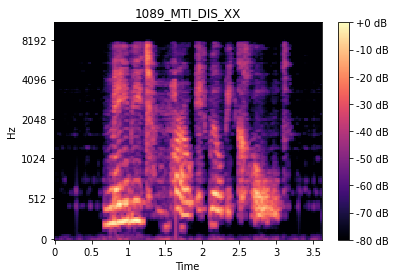 1089_MTI_DIS_XX
8192
4096
2048
1024
512
0
Hz
0 0.5 1 1.5 2 2.5 3 3.5
Time
+0 dB
-10 dB
-20 dB
-30 dB
-40 dB
-50 dB
-60 dB
-70 dB
-80 dB